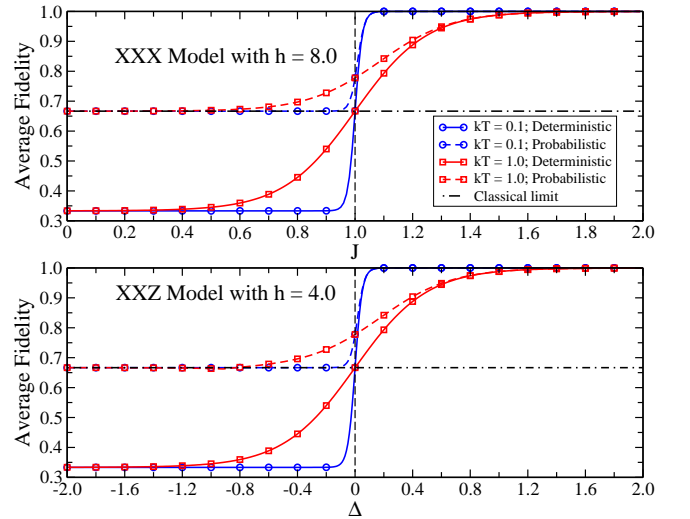 1.0
0.9
0.8
0.7
0.6
0.5
0.4
0.3
Average Fidelity
XXX Model with h = 8.0
kT = 0.1; Deterministic
kT = 0.1; Probabilistic
kT = 1.0; Deterministic
kT = 1.0; Probabilistic
Classical limit
0 0.2 0.4 0.6 0.8 1.0 1.2 1.4 1.6 1.8 2.0
J
1.0
0.9
0.8
0.7
0.6
0.5
0.4
0.3
Average Fidelity
XXZ Model with h = 4.0
-2.0 -1.6 -1.2 -0.8 -0.4 0 0.4 0.8 1.2 1.6 2.0
Δ